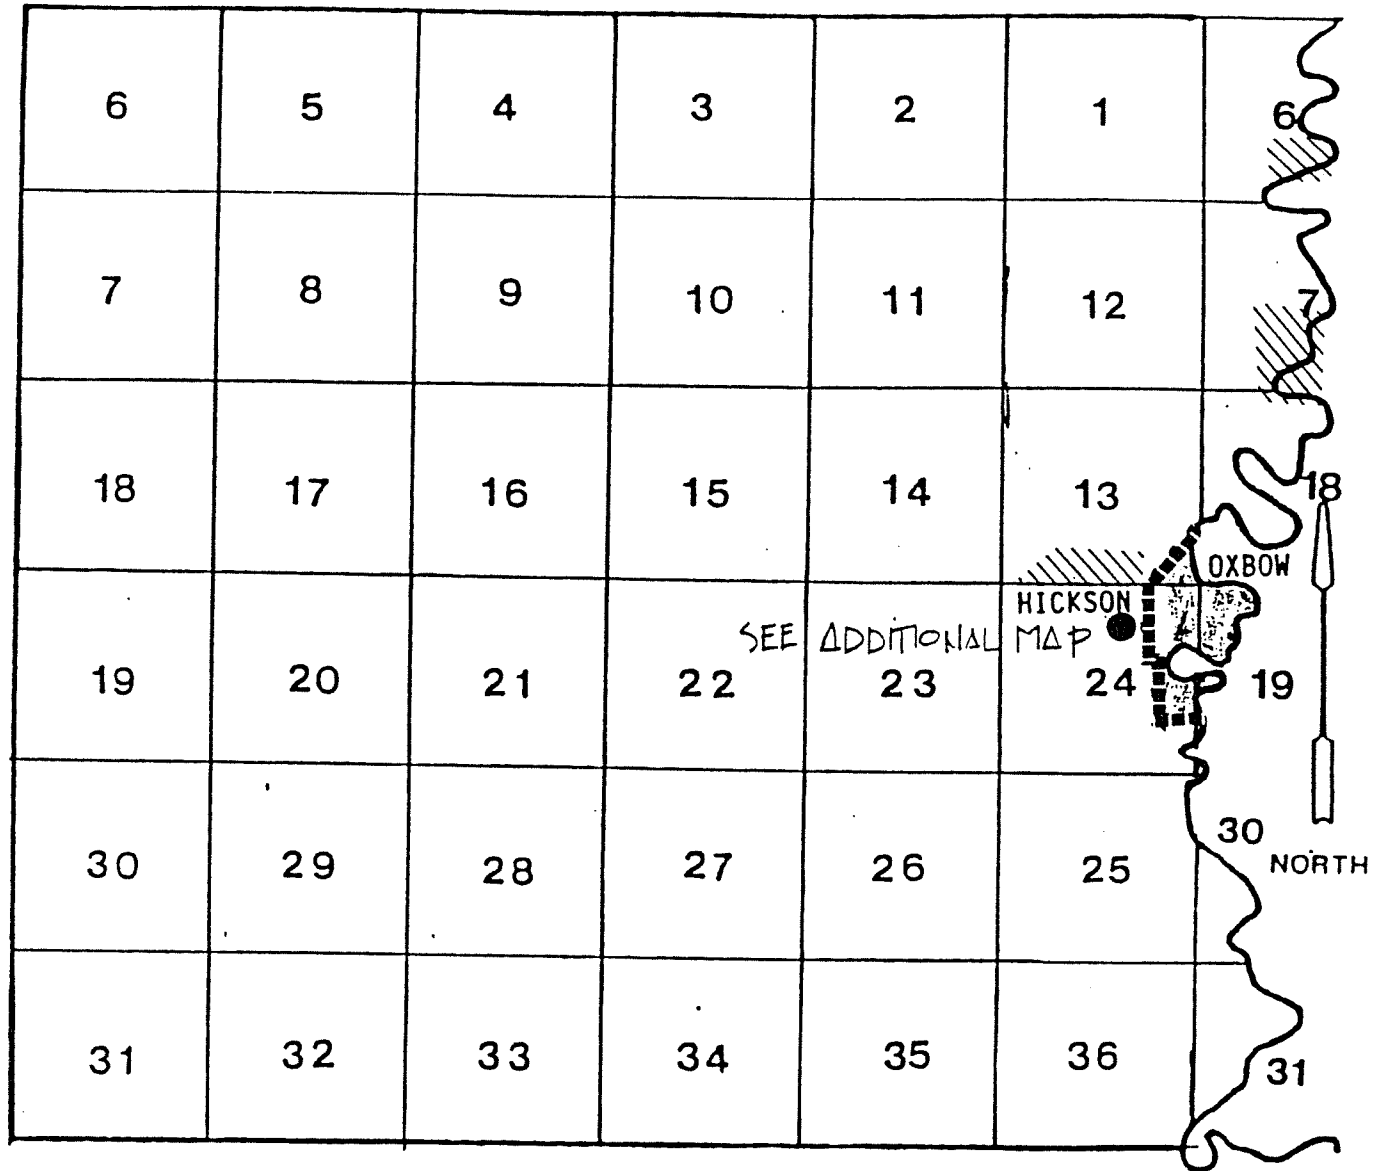 6 5 4 3 2 1 6
7 8 9 10 11 12 7
18 17 16 15 14 13 18
OXBOW
HICKSON
SEE ADDITIONAL MAP
19 20 21 22 23 24 19
30
NORTH
30 29 28 27 26 25
31 32 33 34 35 36 31